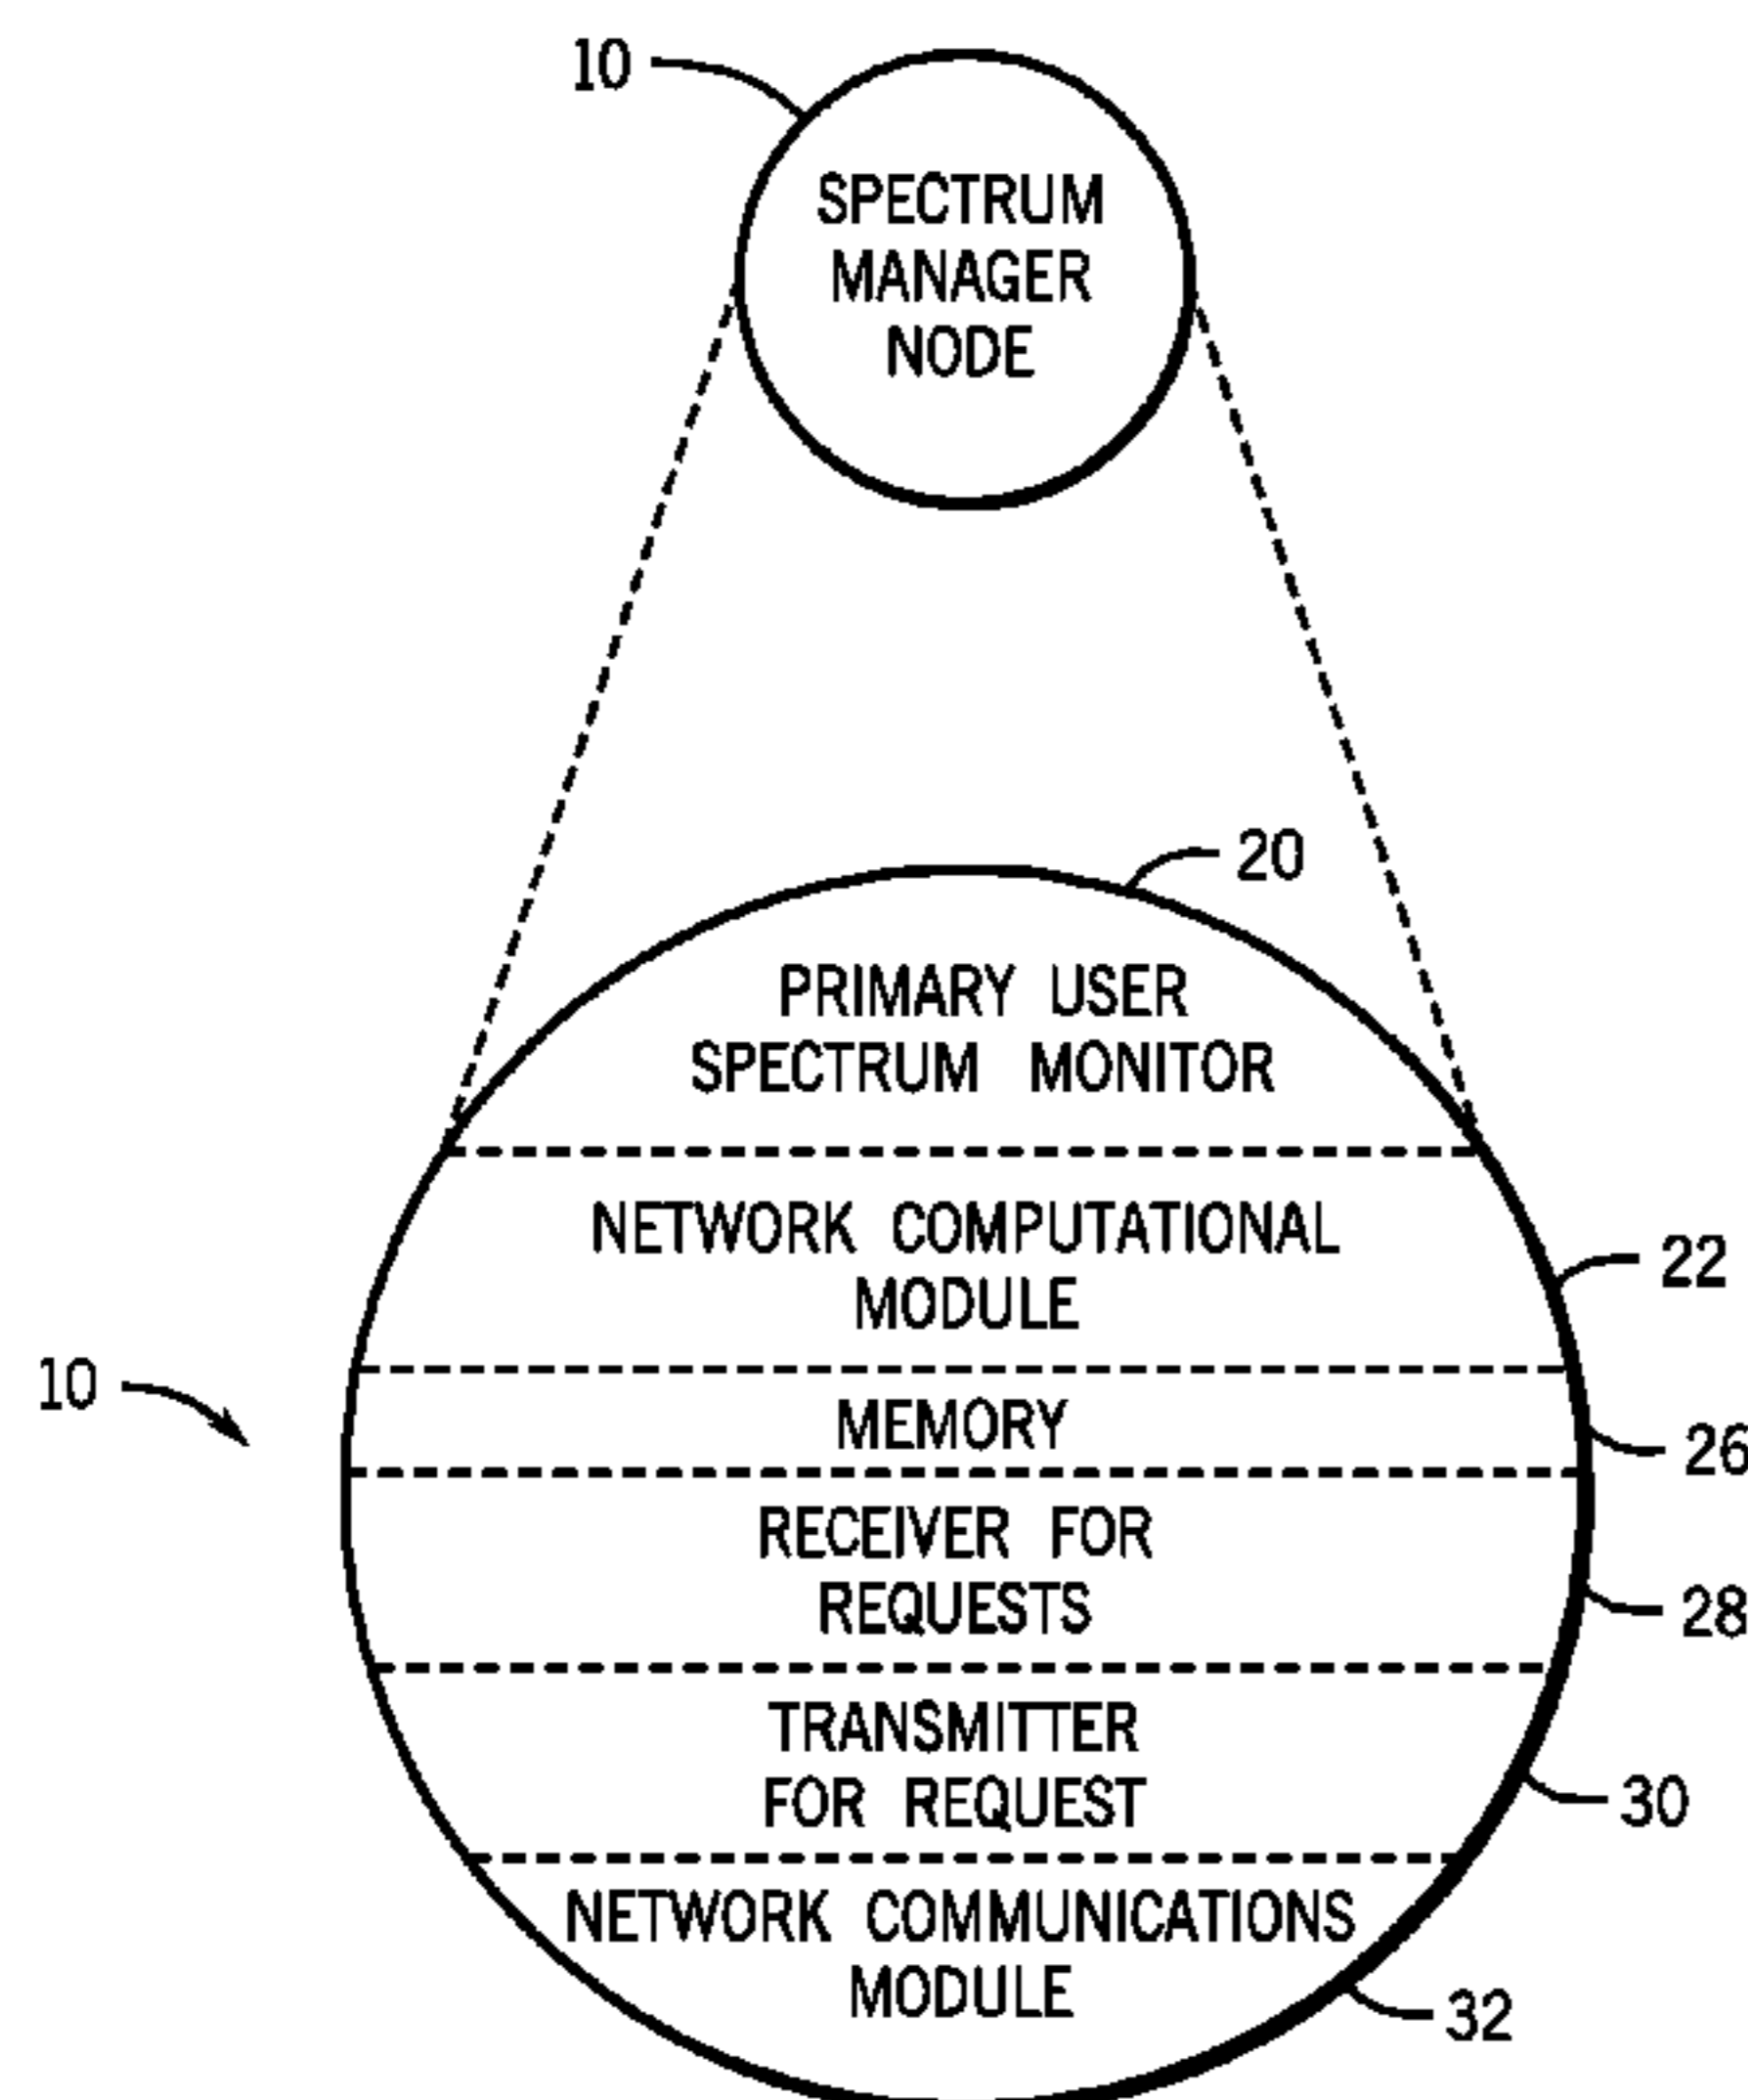 10
SPECTRUM
MANAGER
NODE
20
PRIMARY USER
SPECTRUM MONITOR
NETWORK COMPUTATIONAL
MODULE
22
10
MEMORY
26
RECEIVER FOR
REQUESTS
28
TRANSMITTER
FOR REQUEST
30
NETWORK COMMUNICATIONS
MODULE
32